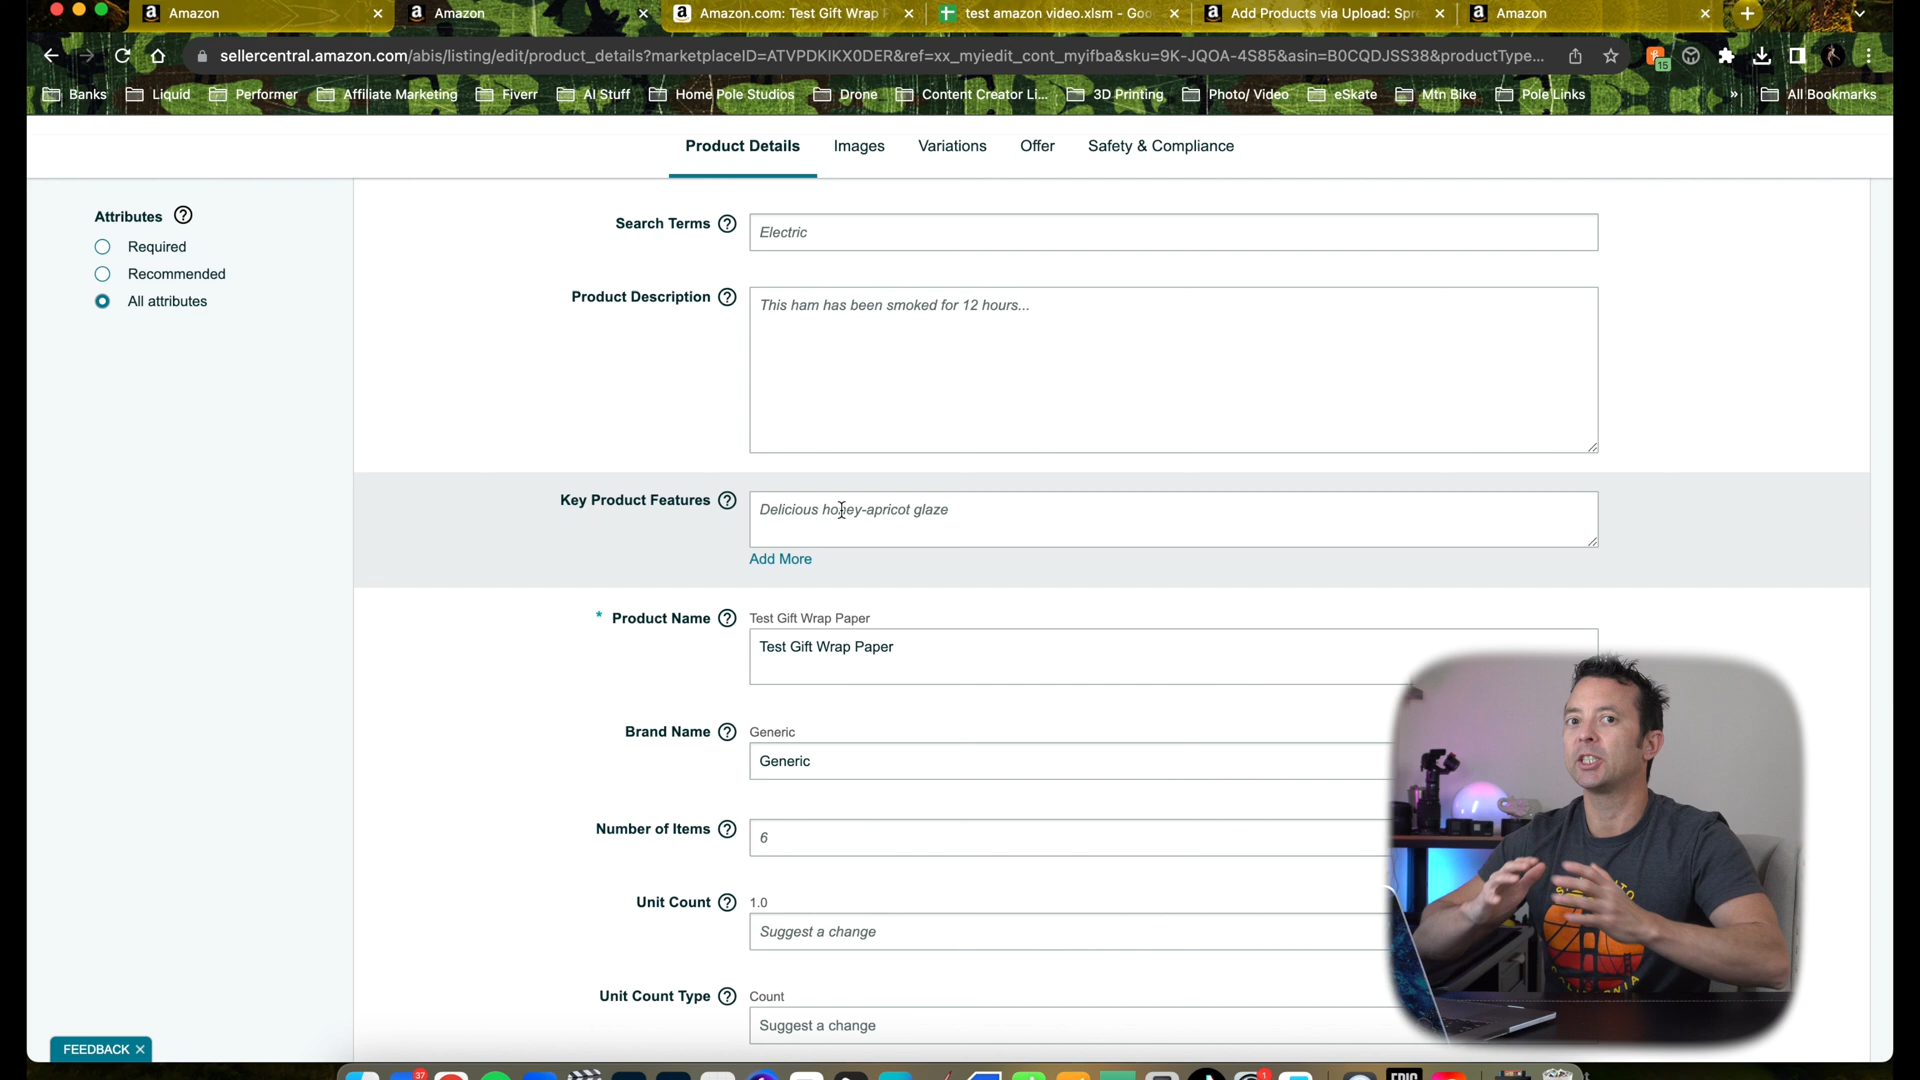 Amazon
Amazon
Amazon.com: Test Gift Wrap P
test amazon video.xlsm - Goo
Add Products via Upload: Spre
Amazon
sellercentral.amazon.com/abis/listing/edit/product_details?marketplaceID=ATVPDKIKX0DER&ref=xx_myiedit_cont_myifba&sku=9K-JQOA-4S85&asin=B0CQDJSS38&productType...
15
Banks
Liquid
Performer
Affiliate Marketing
Fiverr
AI Stuff
Home Pole Studios
Drone
Content Creator Li...
3D Printing
Photo/ Video
eSkate
Mtn Bike
Pole Links
»
All Bookmarks
Product Details
Images
Variations
Offer
Safety & Compliance
Attributes
Required
Recommended
All attributes
Search Terms
Electric
Product Description
This ham has been smoked for 12 hours...
Key Product Features
Delicious honey-apricot glaze
Add More
* Product Name
Test Gift Wrap Paper
Test Gift Wrap Paper
Brand Name
Generic
Generic
Number of Items
6
Unit Count
1.0
Suggest a change
Unit Count Type
Count
Suggest a change
FEEDBACK
37
1
EPIC